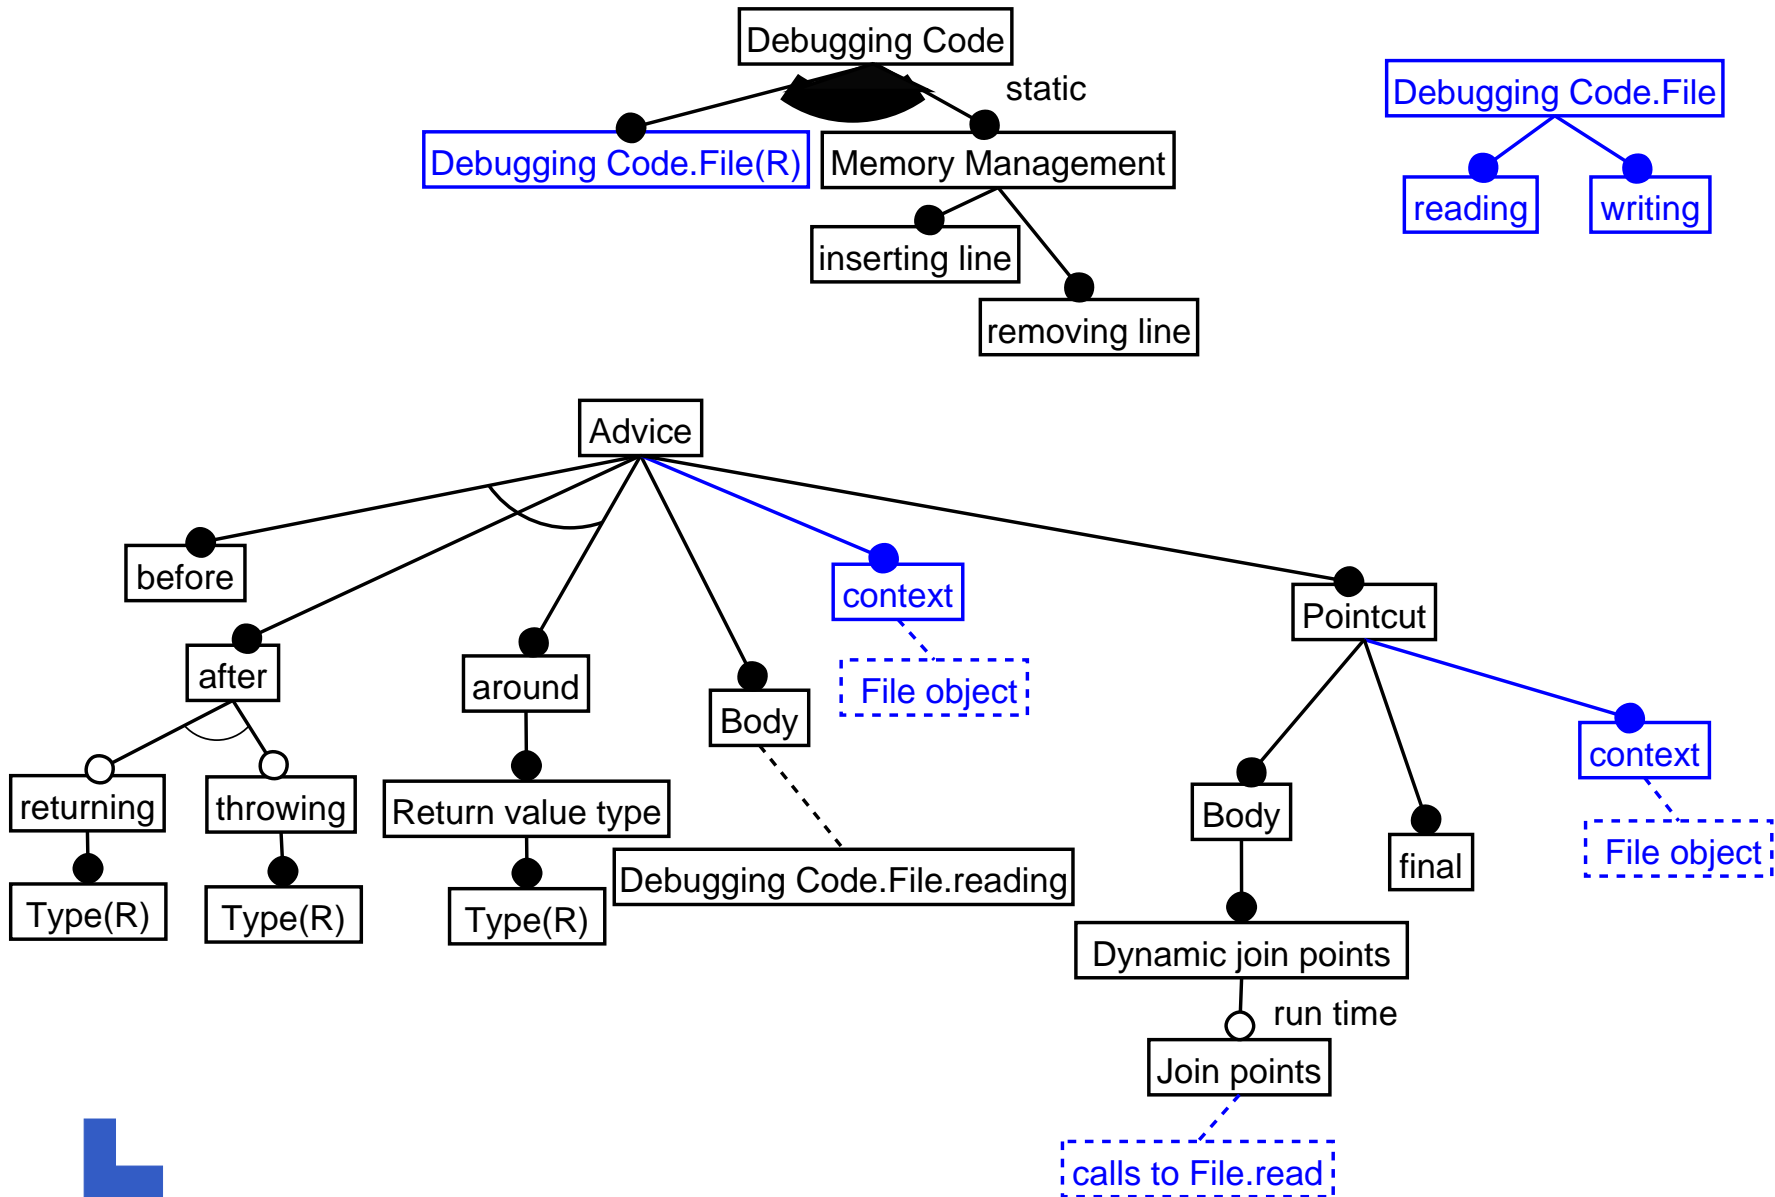 Debugging Code
static
Debugging Code.File
Debugging Code.File(R)
Memory Management
reading
writing
inserting line
removing line
Advice
before
context
Pointcut
after
around
File object
Body
context
returning
throwing
Return value type
Body
File object
final
Debugging Code.File.reading
Type(R)
Type(R)
Type(R)
Dynamic join points
run time
Join points
calls to File.read